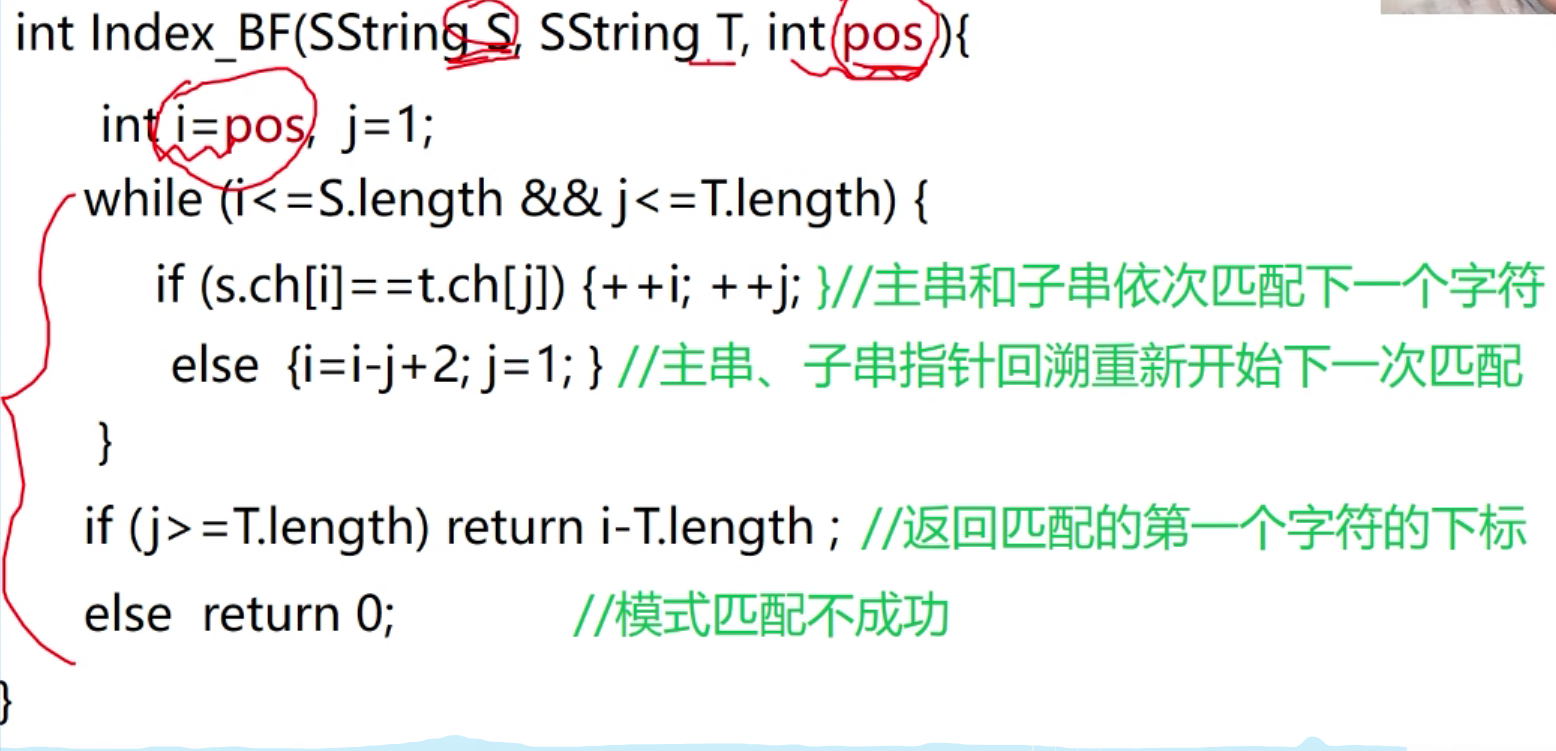 int Index_BF(SString S, SString T, int pos){
int i=pos, j=1;
while (i<=S.length && j<=T.length) {
if (s.ch[i]==t.ch[j]) {++i; ++j; }//主串和子串依次匹配下一个字符
else {i=i-j+2; j=1; } //主串、子串指针回溯重新开始下一次匹配
}
if (j>=T.length) return i-T.length ; //返回匹配的第一个字符的下标
else return 0; //模式匹配不成功
}